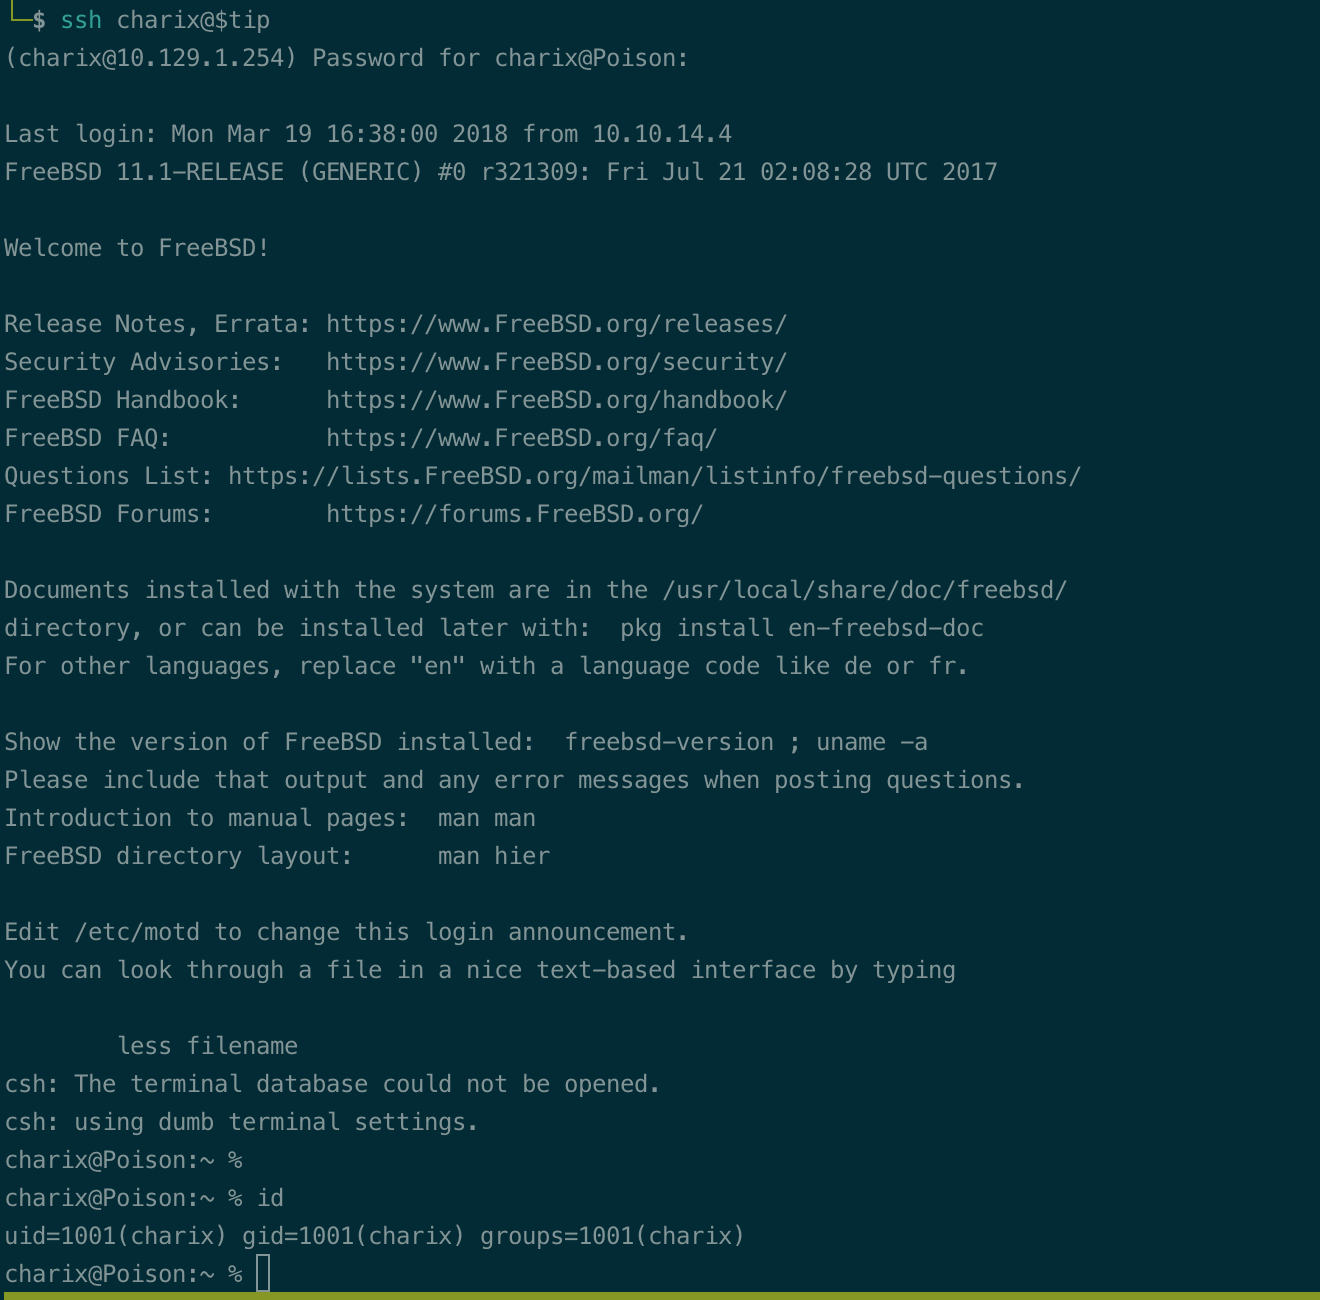 └─$ ssh charix@$tip
(charix@10.129.1.254) Password for charix@Poison:
Last login: Mon Mar 19 16:38:00 2018 from 10.10.14.4
FreeBSD 11.1-RELEASE (GENERIC) #0 r321309: Fri Jul 21 02:08:28 UTC 2017
Welcome to FreeBSD!
Release Notes, Errata: https://www.FreeBSD.org/releases/
Security Advisories:   https://www.FreeBSD.org/security/
FreeBSD Handbook:      https://www.FreeBSD.org/handbook/
FreeBSD FAQ:           https://www.FreeBSD.org/faq/
Questions List: https://lists.FreeBSD.org/mailman/listinfo/freebsd-questions/
FreeBSD Forums:        https://forums.FreeBSD.org/
Documents installed with the system are in the /usr/local/share/doc/freebsd/
directory, or can be installed later with:  pkg install en-freebsd-doc
For other languages, replace "en" with a language code like de or fr.
Show the version of FreeBSD installed:  freebsd-version ; uname -a
Please include that output and any error messages when posting questions.
Introduction to manual pages:  man man
FreeBSD directory layout:      man hier
Edit /etc/motd to change this login announcement.
You can look through a file in a nice text-based interface by typing
        less filename
csh: The terminal database could not be opened.
csh: using dumb terminal settings.
charix@Poison:~ %
charix@Poison:~ % id
uid=1001(charix) gid=1001(charix) groups=1001(charix)
charix@Poison:~ %